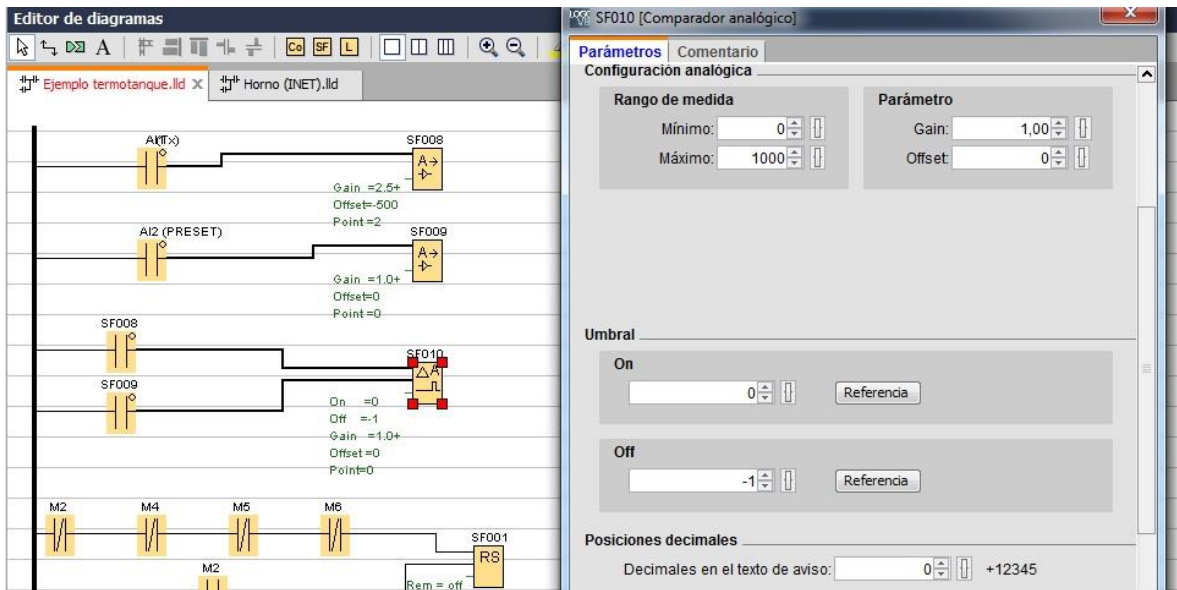 Editor de diagramas
A Co SF L
Ejemplo termotanque.lld X Horno (INET).lld
SF008
A→
Gain =2.5+
Offset=-500
Point=2
AI2 (PRESET)
SF009
A→
Gain =1.0+
Offset=0
Point=0
SF008
SF009
SF010
ΔA
On =0
Off =-1
Gain =1.0+
Offset=0
Point=0
M2 M4 M5 M6
SF001
RS
M2
Rem = off
SF010 [Comparador analógico]
Parámetros Comentario
Configuración analógica
Rango de medida
Mínimo: 0
Máximo: 1000
Parámetro
Gain: 1,00
Offset: 0
Umbral
On
0 Referencia
Off
-1 Referencia
Posiciones decimales
Decimales en el texto de aviso: 0 +12345